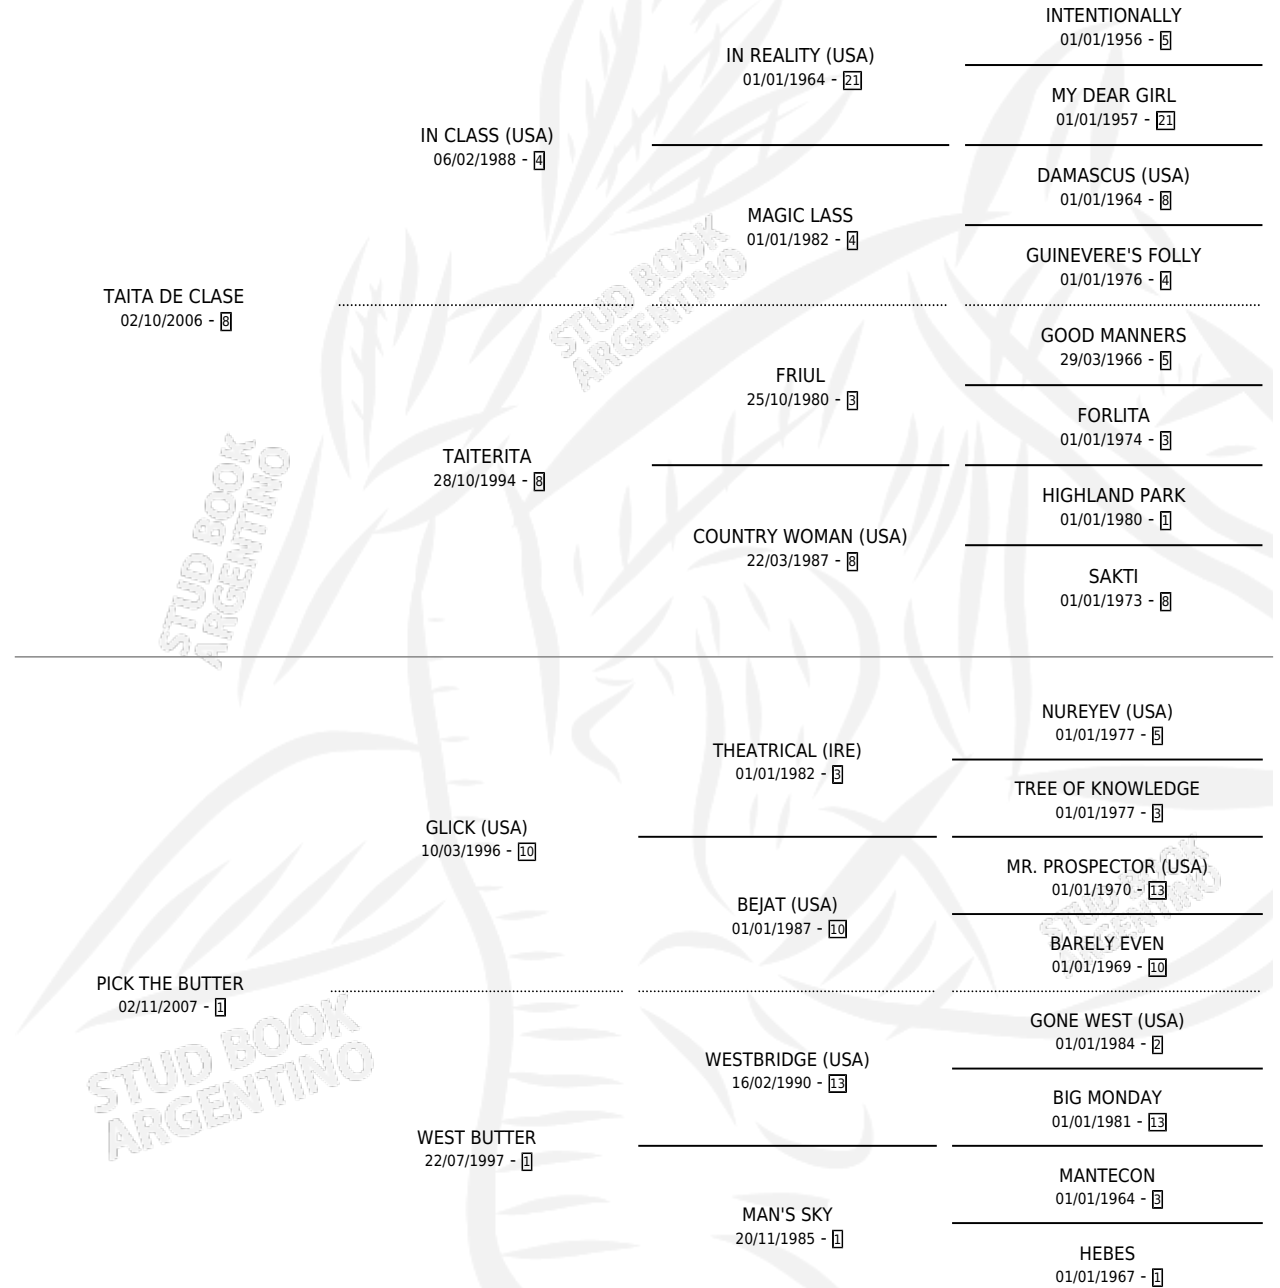 INTENTIONALLY
01/01/1956 - 5
IN REALITY (USA)
01/01/1964 - 21
MY DEAR GIRL
01/01/1957 - 21
IN CLASS (USA)
06/02/1988 - 4
DAMASCUS (USA)
01/01/1964 - 8
MAGIC LASS
01/01/1982 - 4
GUINEVERE'S FOLLY
01/01/1976 - 4
TAITA DE CLASE
02/10/2006 - 8
GOOD MANNERS
29/03/1966 - 5
FRIUL
25/10/1980 - 3
FORLITA
01/01/1974 - 3
TAITERITA
28/10/1994 - 8
HIGHLAND PARK
01/01/1980 - 1
COUNTRY WOMAN (USA)
22/03/1987 - 8
SAKTI
01/01/1973 - 8
NUREYEV (USA)
01/01/1977 - 5
THEATRICAL (IRE)
01/01/1982 - 3
TREE OF KNOWLEDGE
01/01/1977 - 3
GLICK (USA)
10/03/1996 - 10
MR. PROSPECTOR (USA)
01/01/1970 - 13
BEJAT (USA)
01/01/1987 - 10
BARELY EVEN
01/01/1969 - 10
PICK THE BUTTER
02/11/2007 - 1
GONE WEST (USA)
01/01/1984 - 2
WESTBRIDGE (USA)
16/02/1990 - 13
BIG MONDAY
01/01/1981 - 13
WEST BUTTER
22/07/1997 - 1
MANTECON
01/01/1964 - 3
MAN'S SKY
20/11/1985 - 1
HEBES
01/01/1967 - 1
STUD BOOK
ARGENTINO
STUD BOOK
ARGENTINO
STUD BOOK
ARGENTINO
STUD BOOK
ARGENTINO